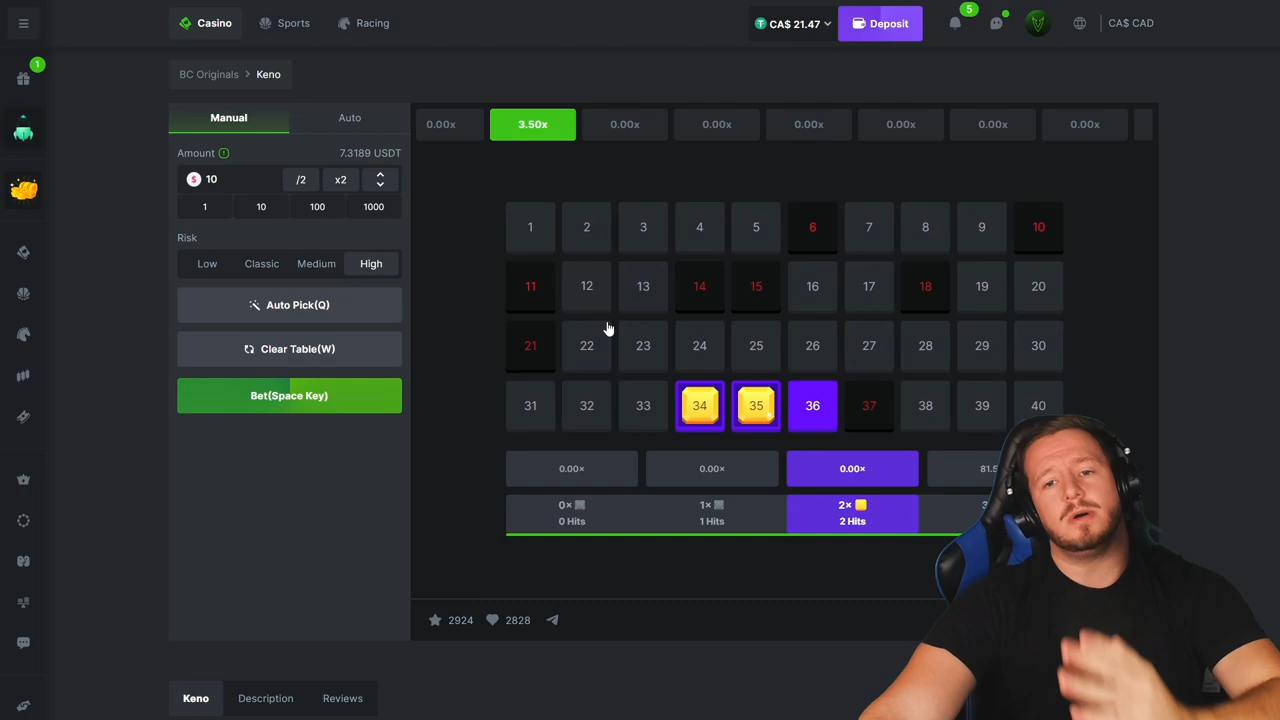 Casino Sports Racing CA$ 21.47 Deposit 5 CA$ CAD
1
BC Originals > Keno
Manual Auto
0.00x 3.50x 0.00x 0.00x 0.00x 0.00x 0.00x 0.00x
Amount 7.3189 USDT
10 /2 x2
1 10 100 1000
Risk
Low Classic Medium High
Auto Pick(Q)
Clear Table(W)
Bet(Space Key)
1 2 3 4 5 6 7 8 9 10
11 12 13 14 15 16 17 18 19 20
21 22 23 24 25 26 27 28 29 30
31 32 33 34 35 36 37 38 39 40
0.00× 0.00× 0.00× 81.5
0× 1× 2×
0 Hits 1 Hits 2 Hits
2924 2828
Keno Description Reviews